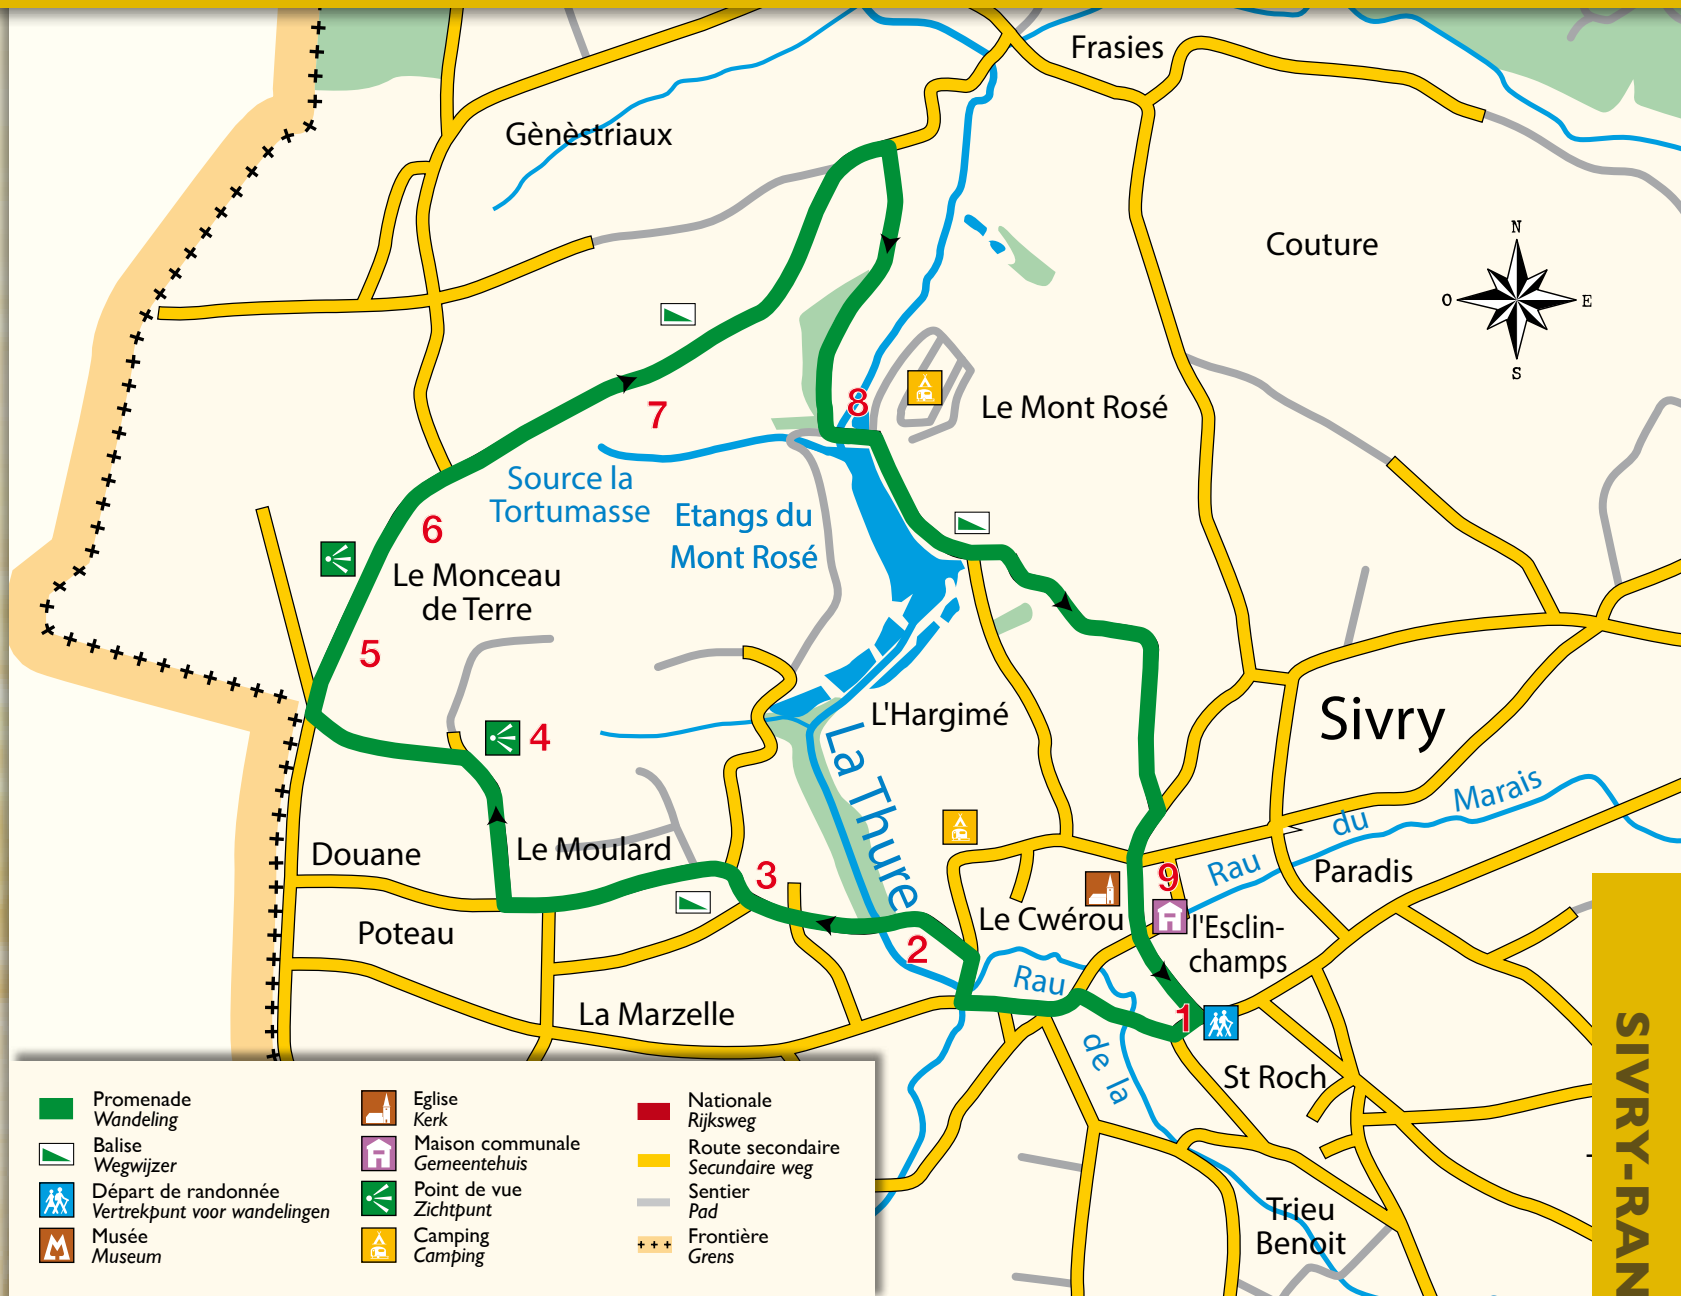 Frasies
Gènèstriaux
Couture
N
O
E
S
7
8
Le Mont Rosé
Source la
Tortumasse
Etangs du
Mont Rosé
6
Le Monceau
de Terre
5
4
L'Hargimé
Sivry
La Thure
Rau
du
Marais
Douane
Le Moulard
3
9
Paradis
Poteau
2
Le Cwérou
l'Esclin-
champs
Rau
de la
La Marzelle
1
St Roch
Trieu
Benoit
SIVRY-RAN
Promenade
Wandeling
Balise
Wegwijzer
Départ de randonnée
Vertrekpunt voor wandelingen
Musée
Museum
Eglise
Kerk
Maison communale
Gemeentehuis
Point de vue
Zichtpunt
Camping
Camping
Nationale
Rijksweg
Route secondaire
Secundaire weg
Sentier
Pad
Frontière
Grens